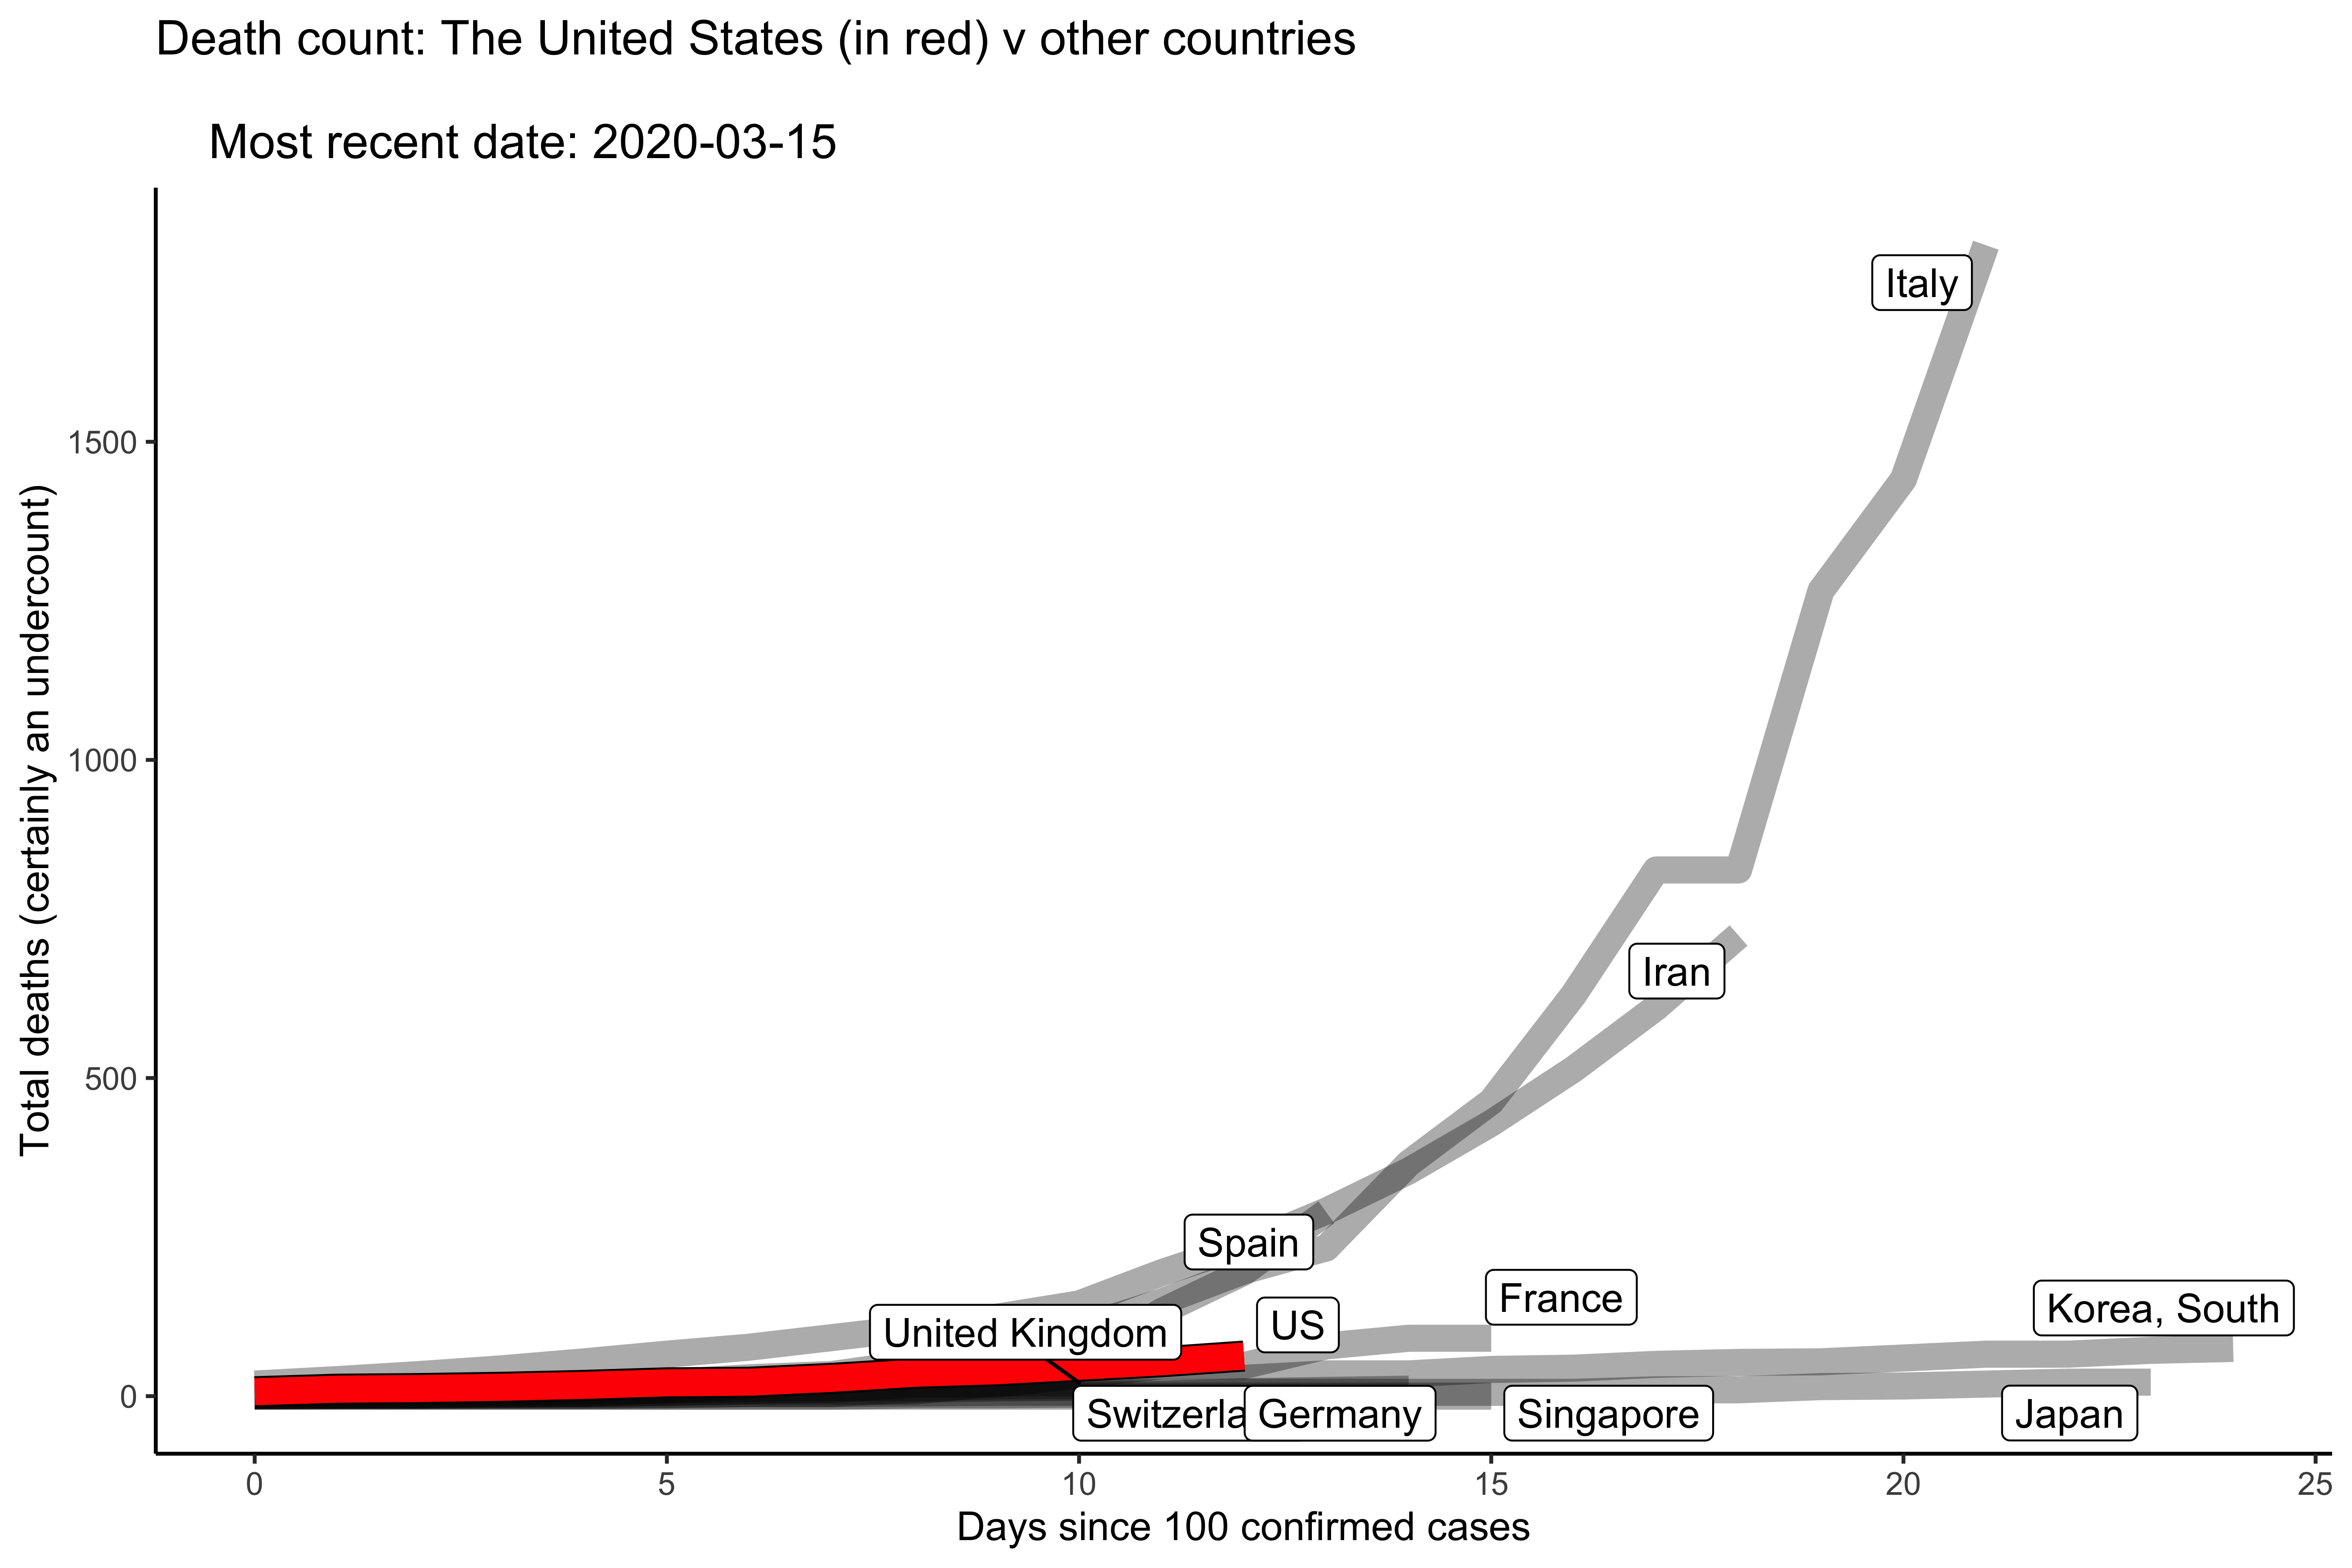 Death count: The United States (in red) v other countries
Most recent date: 2020-03-15
Total deaths (certainly an undercount)
1500
1000
500
0
Italy
Iran
Spain
France
US
Korea, South
United Kingdom
Switzerla
Germany
Singapore
Japan
0
5
10
15
20
25
Days since 100 confirmed cases